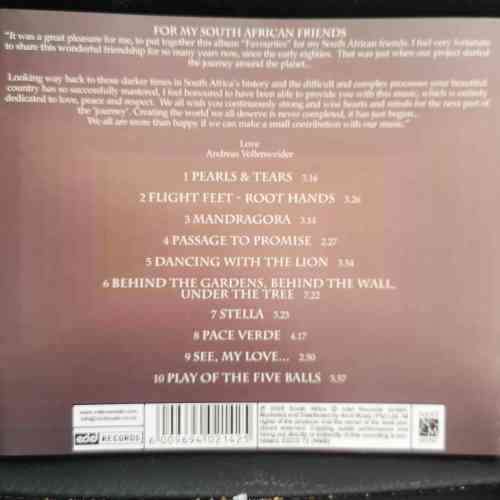 FOR MY SOUTH AFRICAN FRIENDS
"It was a great pleasure for me, to put together this album "Favourites" for my South African friends. I feel very fortunate
to share this wonderful friendship for so many years now, since the early eighties. That was just when our project started
the journey around the planet...
Looking way back to those darker times in South Africa's history and the difficult and complex processes your beautiful
country has so successfully mastered, I feel honoured to have been able to provide you with this music, which is entirely
dedicated to love, peace and respect. We all wish you continuously strong and wise hearts and minds for the next part of
the "journey". Creating the world we all deserve is never completed, it has just begun...
We all are more than happy if we can make a small contribution with our music."
Love
Andreas Vollenweider
1 PEARLS & TEARS 3.16
2 FLIGHT FEET - ROOT HANDS 3.26
3 MANDRAGORA 3.14
4 PASSAGE TO PROMISE 2.27
5 DANCING WITH THE LION 3.54
6 BEHIND THE GARDENS, BEHIND THE WALL,
UNDER THE TREE 7.22
7 STELLA 3.23
8 PACE VERDE 4.17
9 SEE, MY LOVE... 2.50
10 PLAY OF THE FIVE BALLS 3.57
RECORDS
6 009694 021425